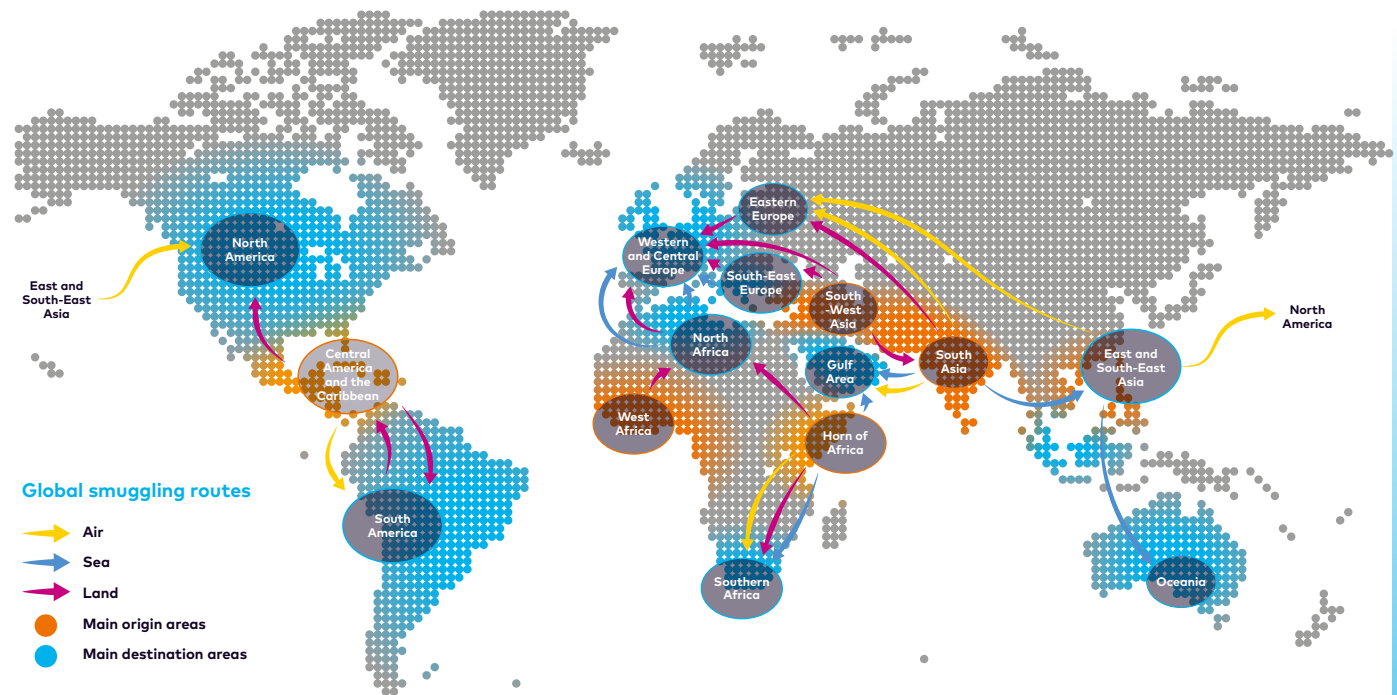 Eastern
Europe
North
America
Western
and Central
Europe
South-East
Europe
East and
South-East
Asia
South
-West
Asia
North
America
North
Africa
Central
America
and the
Caribbean
Gulf
Area
South
Asia
East and
South-East
Asia
West
Africa
Horn of
Africa
South
America
Southern
Africa
Oceania
Global smuggling routes
Air
Sea
Land
Main origin areas
Main destination areas